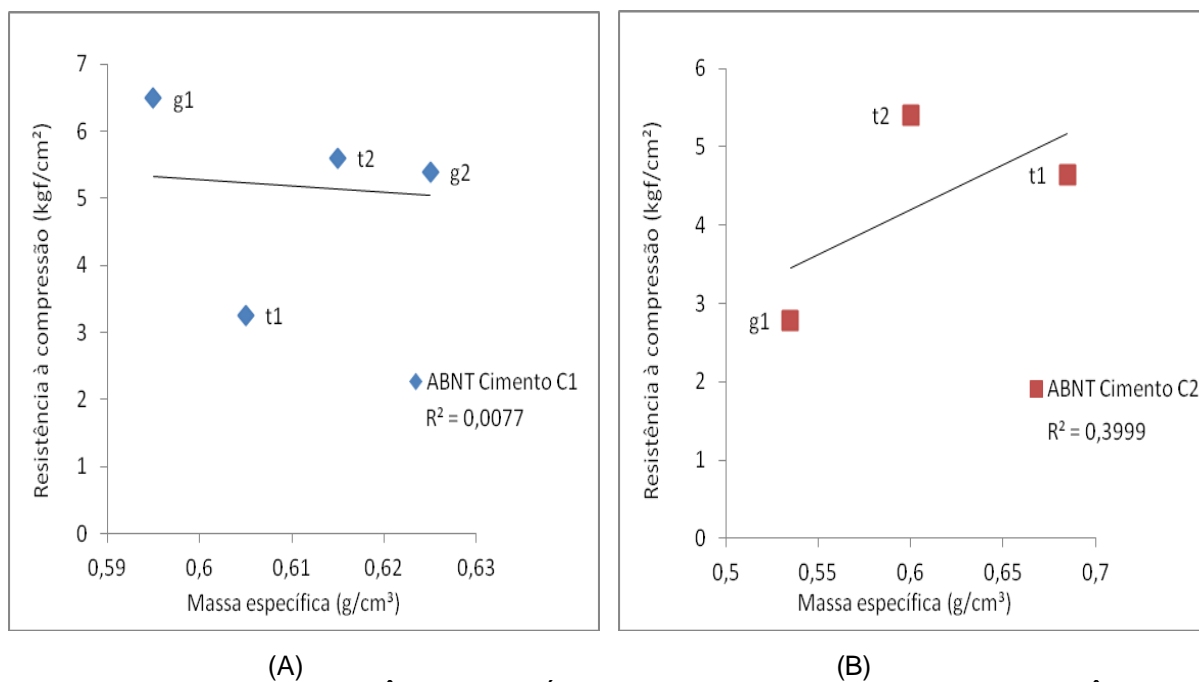 Resistência à compressão (kgf/cm²)
7
6
5
4
3
2
1
0
g1
t2
g2
t1
ABNT Cimento C1
R² = 0,0077
0,59
0,6
0,61
0,62
0,63
Massa específica (g/cm³)
(A)
Resistência à compressão (kgf/cm²)
6
5
4
3
2
1
0
t2
t1
g1
ABNT Cimento C2
R² = 0,3999
0,5
0,55
0,6
0,65
0,7
Massa específica (g/cm³)
(B)